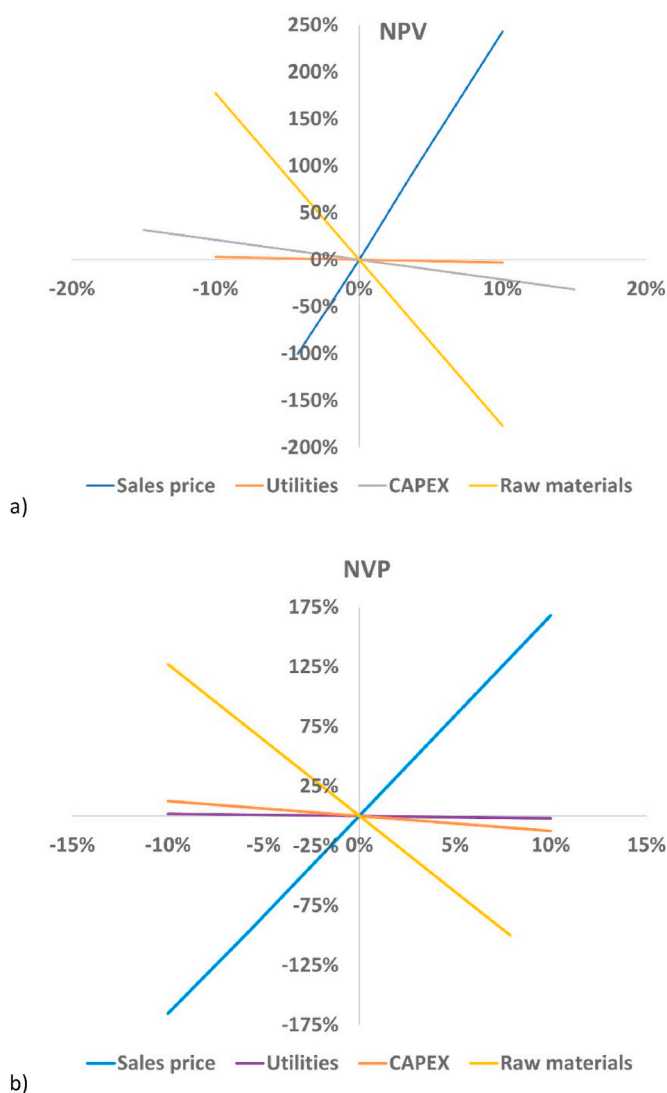 250%
NPV
200%
150%
100%
50%
0%
-20% -10% 0% 10% 20%
-50%
-100%
-150%
-200%
Sales price Utilities CAPEX Raw materials
a)
NVP
175%
125%
75%
25%
-15% -10% -5% -25% 0% 5% 10% 15%
-75%
-125%
-175%
Sales price Utilities CAPEX Raw materials
b)